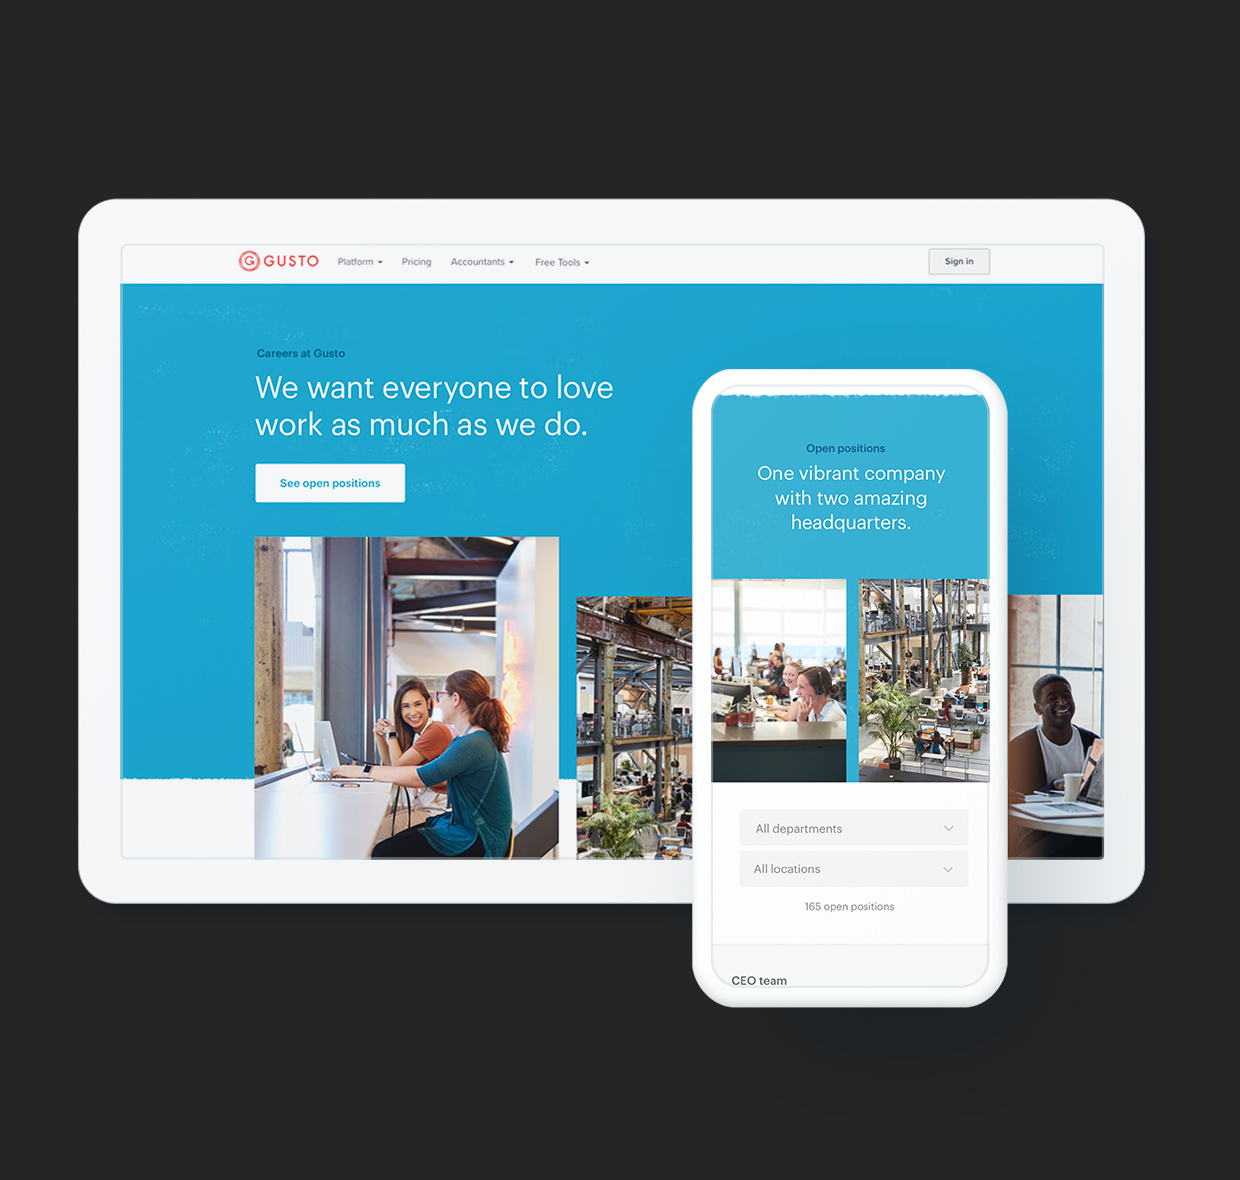 GUSTO
Platform
Pricing
Accountants
Free Tools
Sign in
Careers at Gusto
We want everyone to love
work as much as we do.
See open positions
Open positions
One vibrant company
with two amazing
headquarters.
All departments
All locations
165 open positions
CEO team